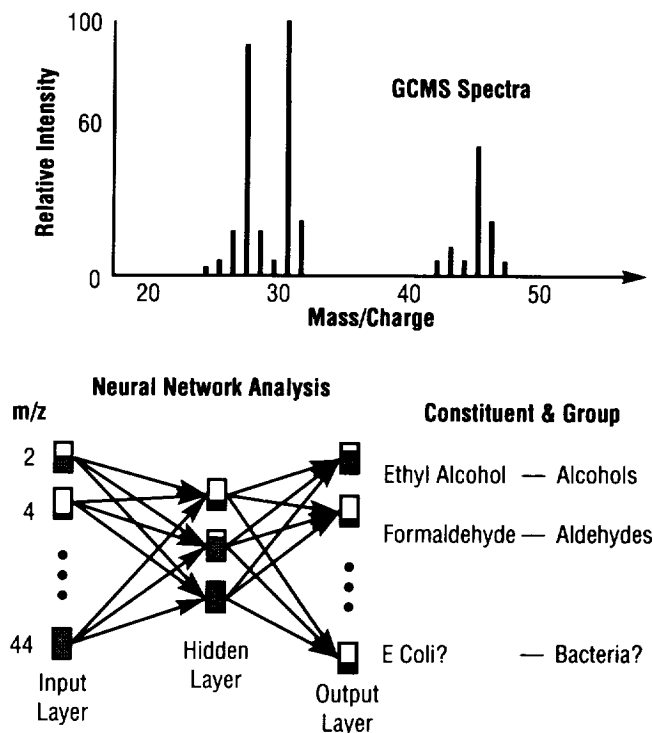 100
60
0
Relative Intensity
GCMS Spectra
20 30 40 50
Mass/Charge
Neural Network Analysis
m/z
Constituent & Group
2
Ethyl Alcohol — Alcohols
4
Formaldehyde — Aldehydes
44
E Coli? — Bacteria?
Input
Layer
Hidden
Layer
Output
Layer